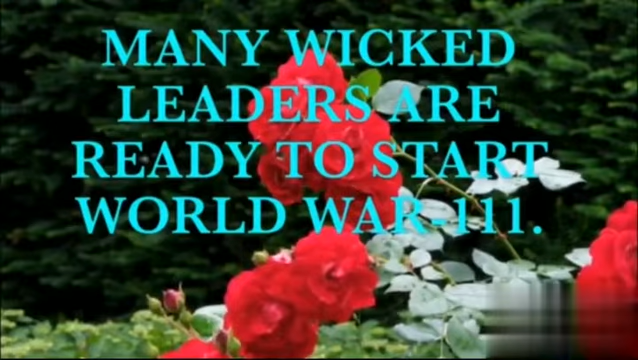 MANY WICKED
LEADERS ARE
READY TO START
WORLD WAR-111.